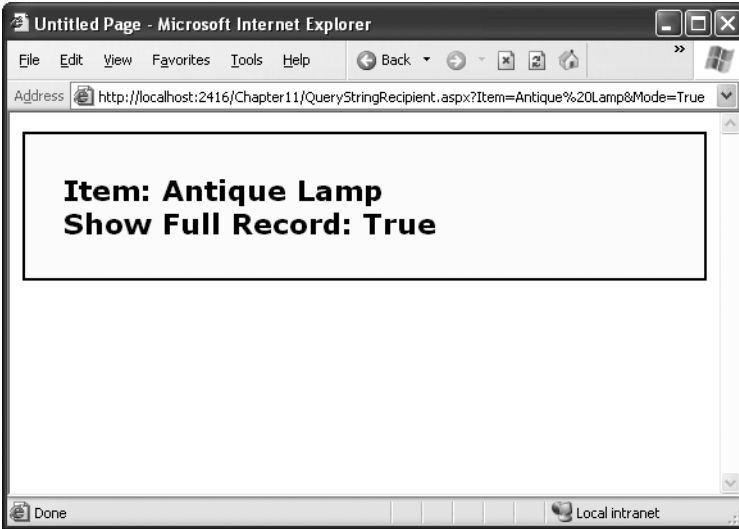 Untitled Page - Microsoft Internet Explorer
File Edit View Favorites Tools Help Back »
Address http://localhost:2416/Chapter11/QueryStringRecipient.aspx?Item=Antique%20Lamp&Mode=True
Item: Antique Lamp
Show Full Record: True
Done Local intranet